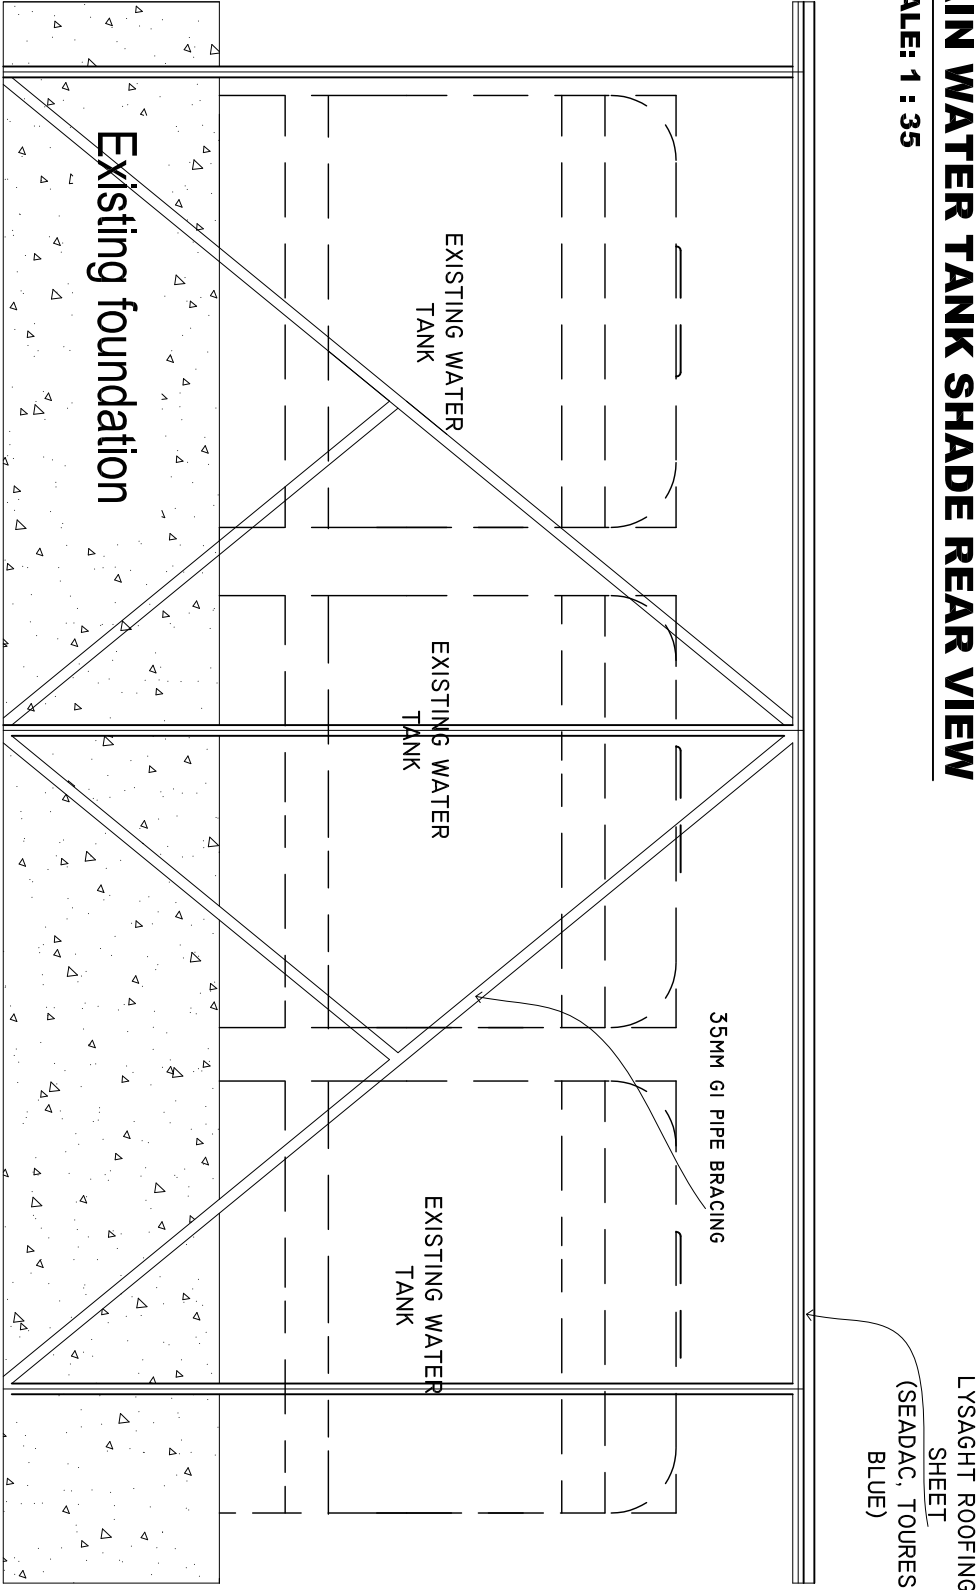 AIN WATER TANK SHADE REAR VIEW
ALE: 1 : 35
LYSAGHT ROOFING
SHEET
(SEADAC, TOURES
BLUE)
35MM GI PIPE BRACING
EXISTING WATER
TANK
EXISTING WATER
TANK
EXISTING WATER
TANK
Existing foundation